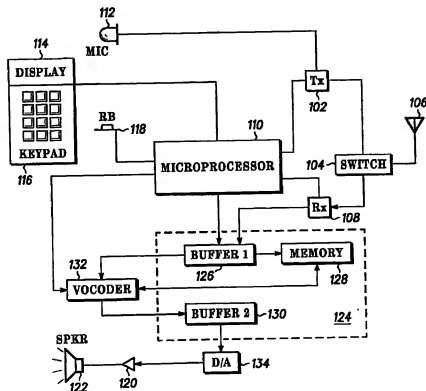 112
MIC
114
DISPLAY
KEYPAD
116
RB
118
110
MICROPROCESSOR
Tx
102
106
104
SWITCH
Rx
108
BUFFER 1
126
MEMORY
128
132
VOCODER
BUFFER 2
130
124
SPKR
122
120
D/A
134